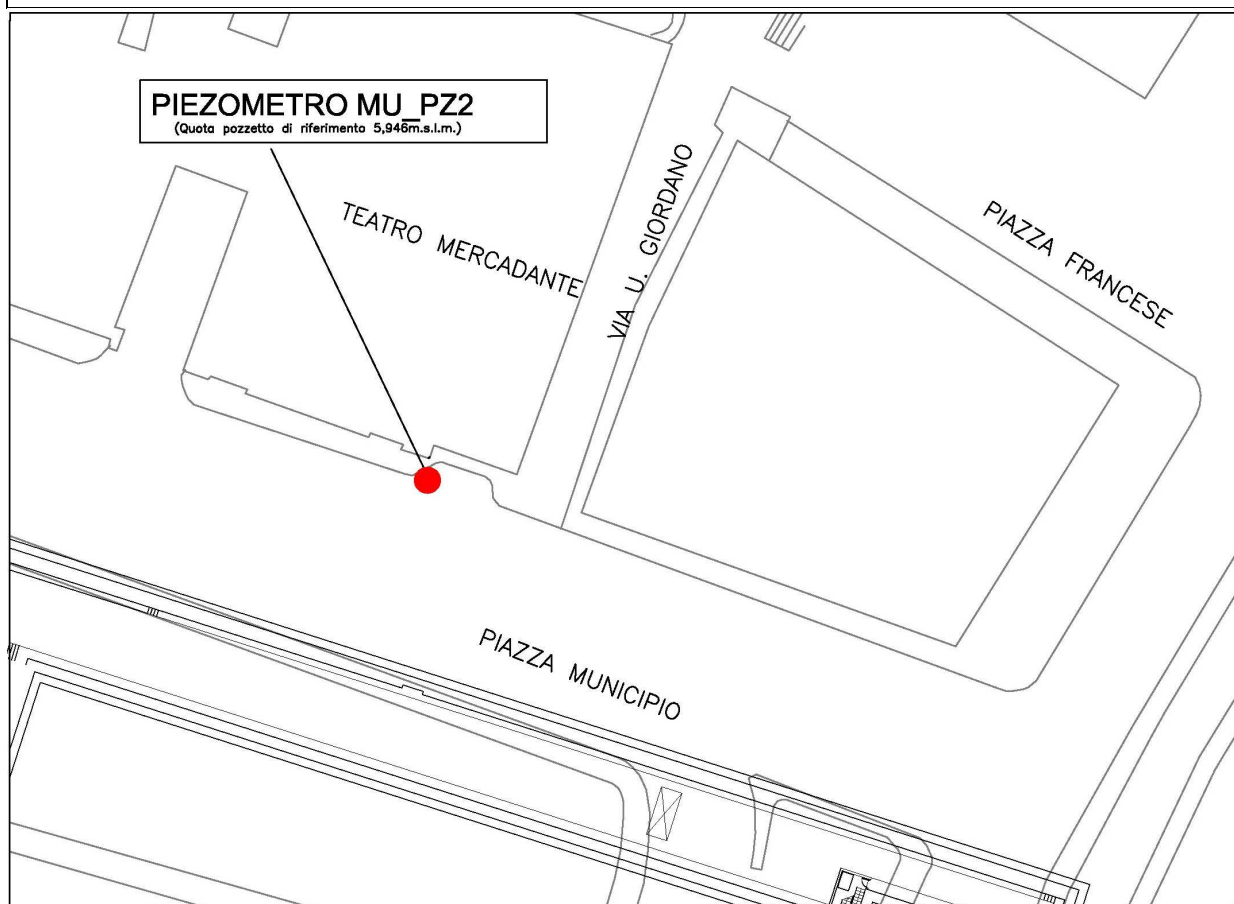 PIEZOMETRO MU_PZ2
(Quota pozzetto di riferimento 5,946m.s.l.m.)
TEATRO MERCADANTE
VIA U. GIORDANO
PIAZZA FRANCESE
PIAZZA MUNICIPIO